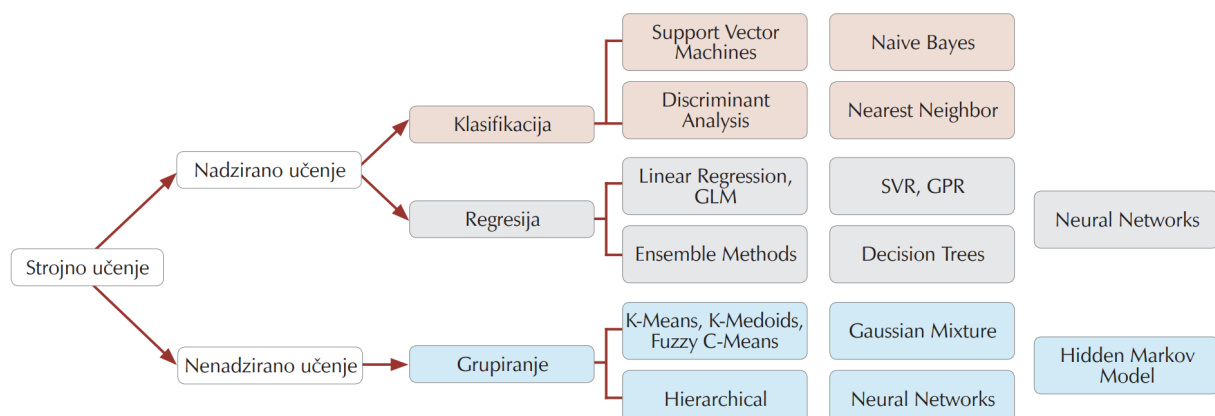 Strojno učenje
Nadzirano učenje
Nenadzirano učenje
Klasifikacija
Regresija
Grupiranje
Support Vector
Machines
Naive Bayes
Discriminant
Analysis
Nearest Neighbor
Linear Regression,
GLM
SVR, GPR
Ensemble Methods
Decision Trees
Neural Networks
K-Means, K-Medoids,
Fuzzy C-Means
Gaussian Mixture
Hierarchical
Neural Networks
Hidden Markov
Model